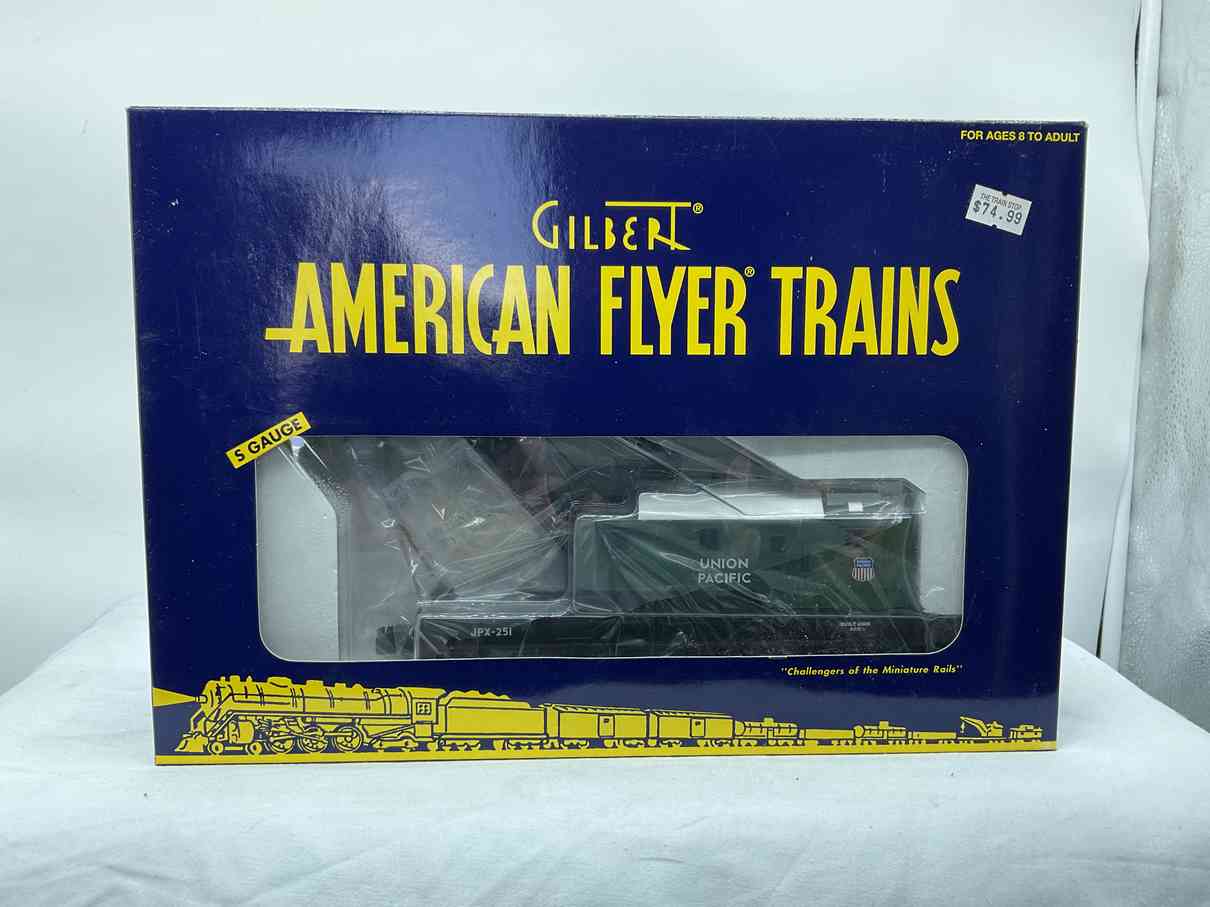 FOR AGES 8 TO ADULT
THE TRAIN STOP
$74.99
GILBERT®
AMERICAN FLYER® TRAINS
S GAUGE
UNION
PACIFIC
JPX-251
"Challengers of the Miniature Rails"